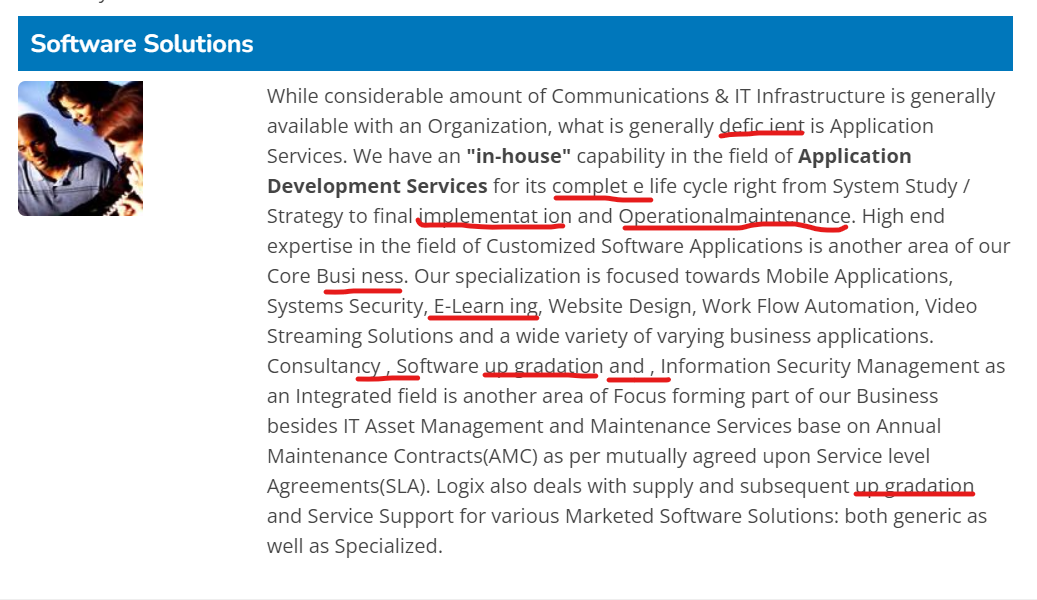 Software Solutions
While considerable amount of Communications & IT Infrastructure is generally
available with an Organization, what is generally defic ient is Application
Services. We have an "in-house" capability in the field of Application
Development Services for its complet e life cycle right from System Study /
Strategy to final implementat ion and Operationalmaintenance. High end
expertise in the field of Customized Software Applications is another area of our
Core Busi ness. Our specialization is focused towards Mobile Applications,
Systems Security, E-Learn ing, Website Design, Work Flow Automation, Video
Streaming Solutions and a wide variety of varying business applications.
Consultancy , Software up gradation and , Information Security Management as
an Integrated field is another area of Focus forming part of our Business
besides IT Asset Management and Maintenance Services base on Annual
Maintenance Contracts(AMC) as per mutually agreed upon Service level
Agreements(SLA). Logix also deals with supply and subsequent up gradation
and Service Support for various Marketed Software Solutions: both generic as
well as Specialized.